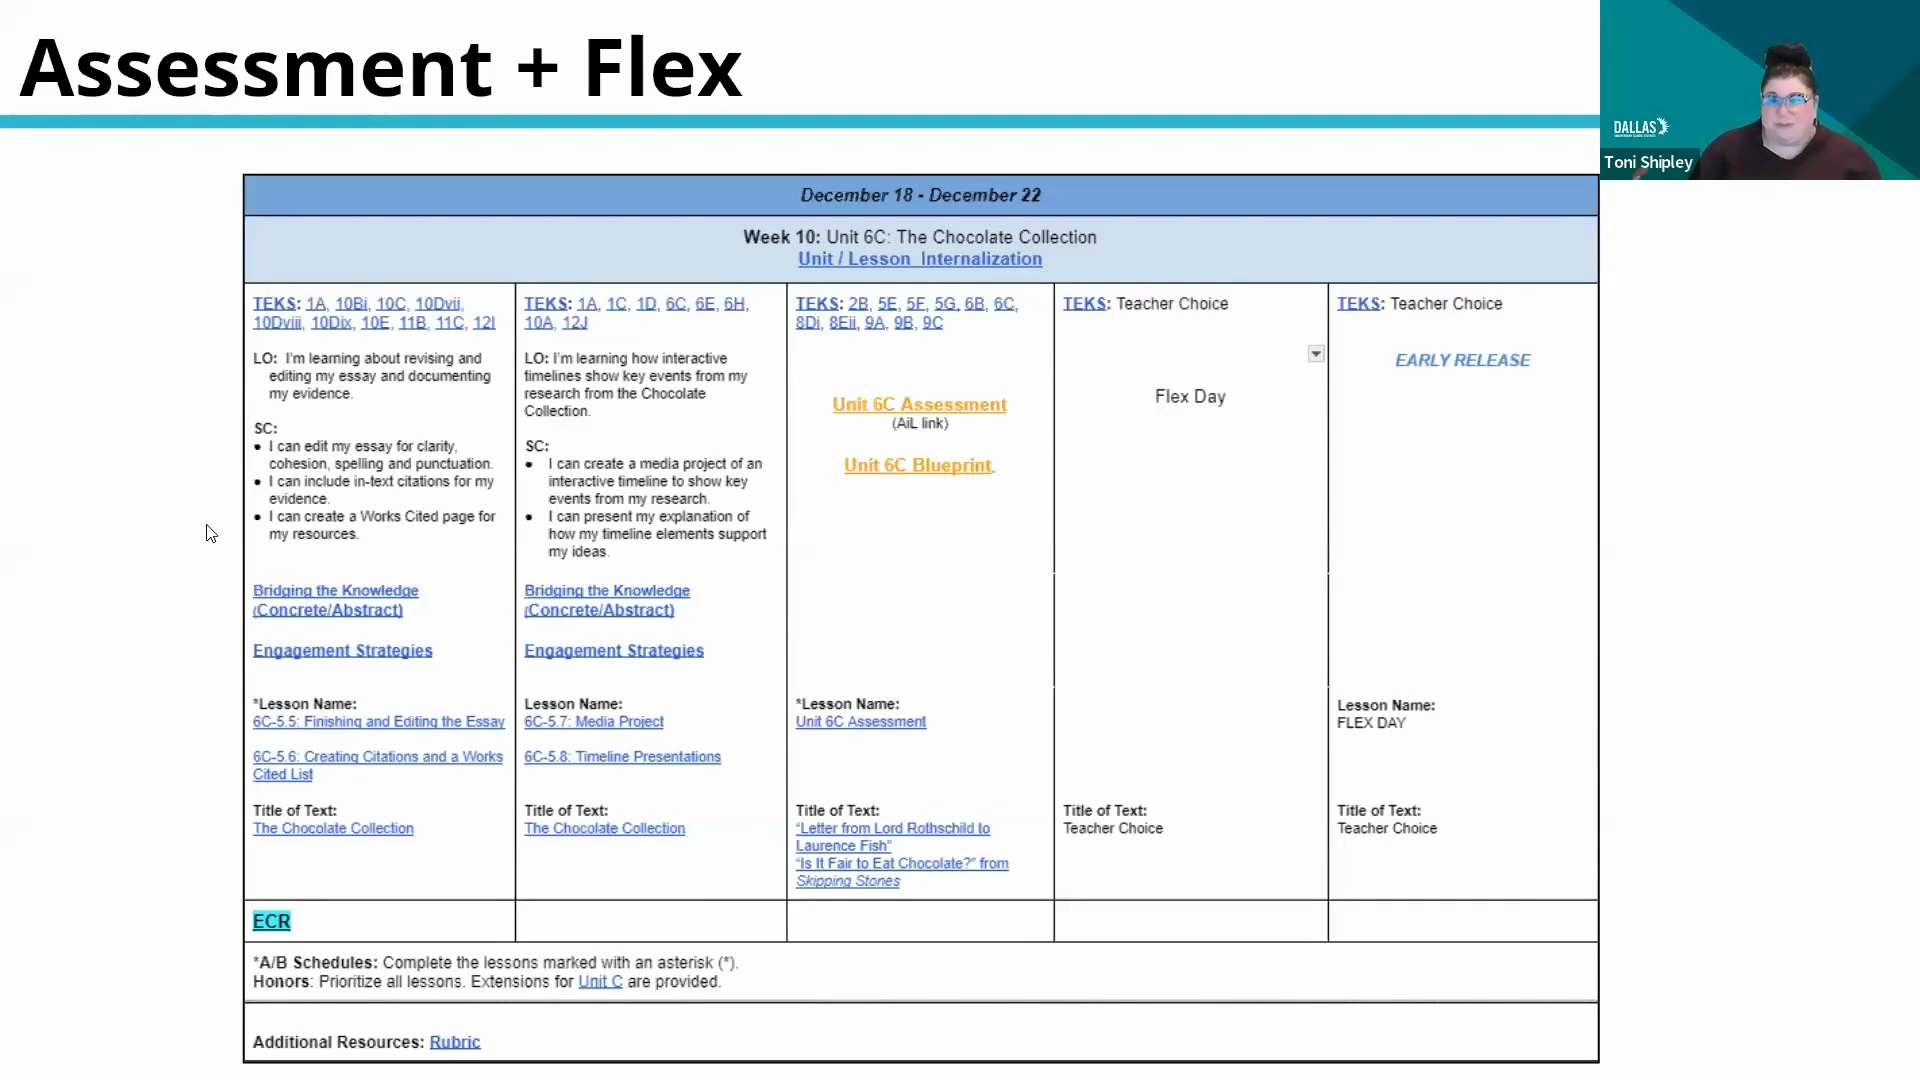 Assessment + Flex
DALLAS
Toni Shipley
December 18 - December 22
Week 10: Unit 6C: The Chocolate Collection
Unit / Lesson Internalization
TEKS: 1A, 10Bi, 10C, 10Dvii,
10Dviii, 10Dix, 10E, 11B, 11C, 12I
LO: I'm learning about revising and
editing my essay and documenting
my evidence.
SC:
• I can edit my essay for clarity,
cohesion, spelling and punctuation.
• I can include in-text citations for my
evidence.
• I can create a Works Cited page for
my resources.
Bridging the Knowledge
(Concrete/Abstract)
Engagement Strategies
*Lesson Name:
6C-5.5: Finishing and Editing the Essay
6C-5.6: Creating Citations and a Works
Cited List
Title of Text:
The Chocolate Collection
TEKS: 1A, 1C, 1D, 6C, 6E, 6H,
10A, 12J
LO: I'm learning how interactive
timelines show key events from my
research from the Chocolate
Collection.
SC:
• I can create a media project of an
interactive timeline to show key
events from my research.
• I can present my explanation of
how my timeline elements support
my ideas.
Bridging the Knowledge
(Concrete/Abstract)
Engagement Strategies
Lesson Name:
6C-5.7: Media Project
6C-5.8: Timeline Presentations
Title of Text:
The Chocolate Collection
TEKS: 2B, 5E, 5F, 5G, 6B, 6C,
8Di, 8Eii, 9A, 9B, 9C
Unit 6C Assessment
(AiL link)
Unit 6C Blueprint.
*Lesson Name:
Unit 6C Assessment
Title of Text:
"Letter from Lord Rothschild to
Laurence Fish"
"Is It Fair to Eat Chocolate?" from
Skipping Stones
TEKS: Teacher Choice
Flex Day
Title of Text:
Teacher Choice
TEKS: Teacher Choice
EARLY RELEASE
Lesson Name:
FLEX DAY
Title of Text:
Teacher Choice
ECR
*A/B Schedules: Complete the lessons marked with an asterisk (*).
Honors: Prioritize all lessons. Extensions for Unit C are provided.
Additional Resources: Rubric